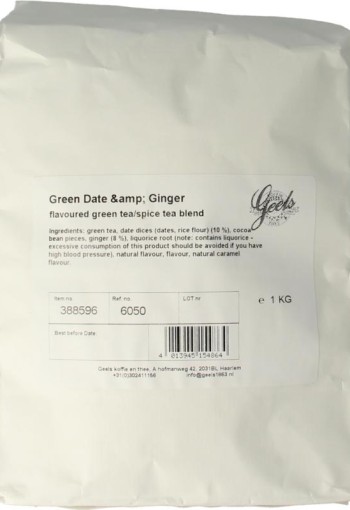 Green Date &amp; Ginger
flavoured green tea/spice tea blend
Geels
ingredients: green tea, date dices (dates, rice flour) (10 %), cocoa
bean pieces, ginger (8 %), liquorice root (note: contains liquorice -
excessive consumption of this product should be avoided if you have
high blood pressure), natural flavour, flavour, natural caramel
flavour
Item no. Ref. no. LOT nr.
388596 6050 e 1 KG
Best before Date:
4 013945 154864
Geels koffie en thee, A hofmanweg 42, 2031BL Haarlem
info@geels1863.nl